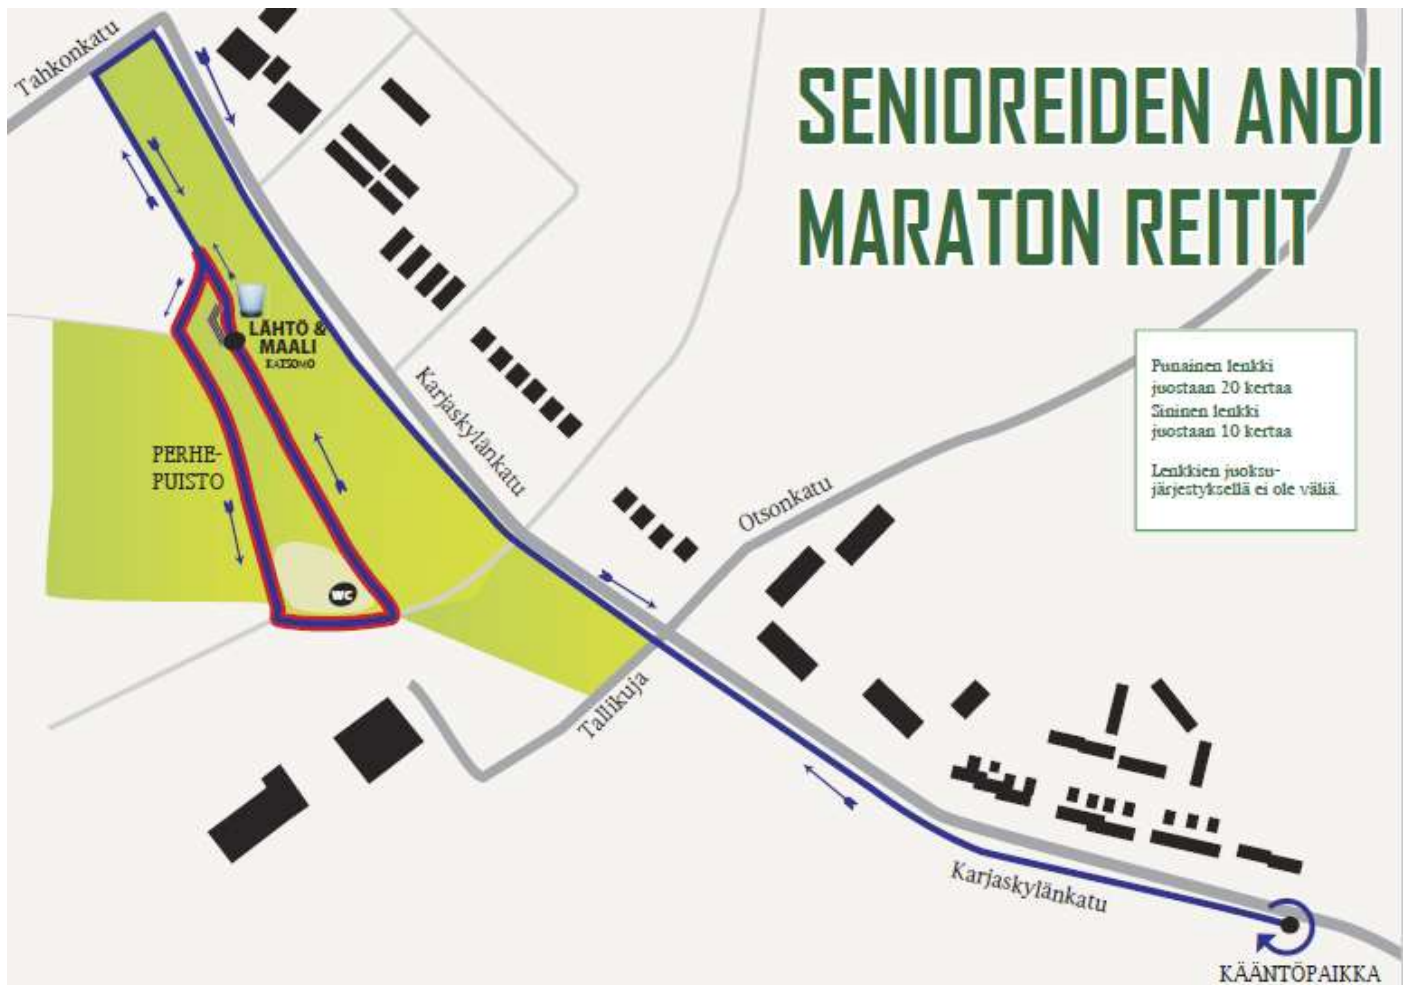 Tahkonkatu
SENIOREIDEN ANDI
MARATON REITIT
LÄHTÖ &
MAALI
KATSOMO
Karjaskylänkatu
Punainen lenkki
juostaan 20 kertaa
Sininen lenkki
juostaan 10 kertaa
Lenkkien juoksu-
järjestyksellä ei ole väliä.
PERHE-
PUISTO
Otsonkatu
WC
Tallikuja
Karjaskylänkatu
KÄÄNTÖPAIKKA